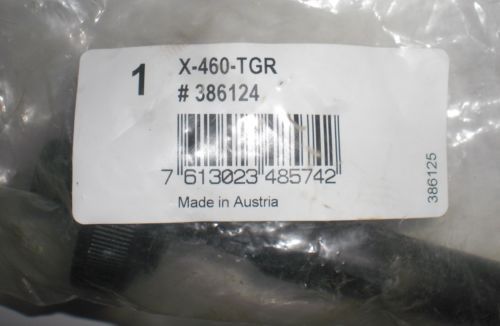 1
X-460-TGR
# 386124
7 613023 485742
Made in Austria
386125